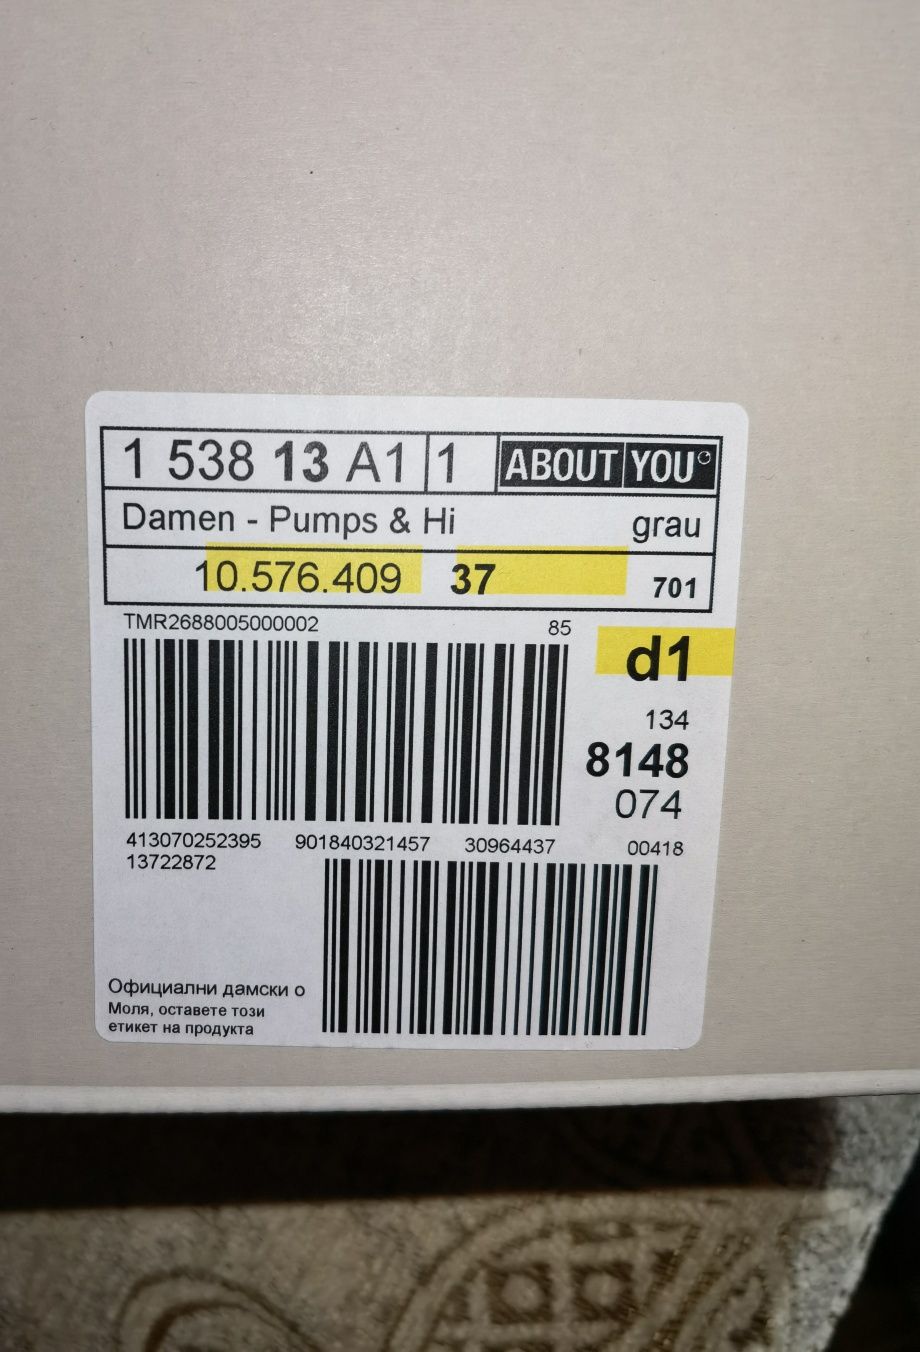 1 538 13 A1 1 ABOUT YOU
Damen - Pumps & Hi grau
10.576.409 37 701
TMR2688005000002 85
d1
134
8148
074
413070252395 901840321457 30964437 00418
13722872
Официални дамски о
Моля, оставете този
етикет на продукта